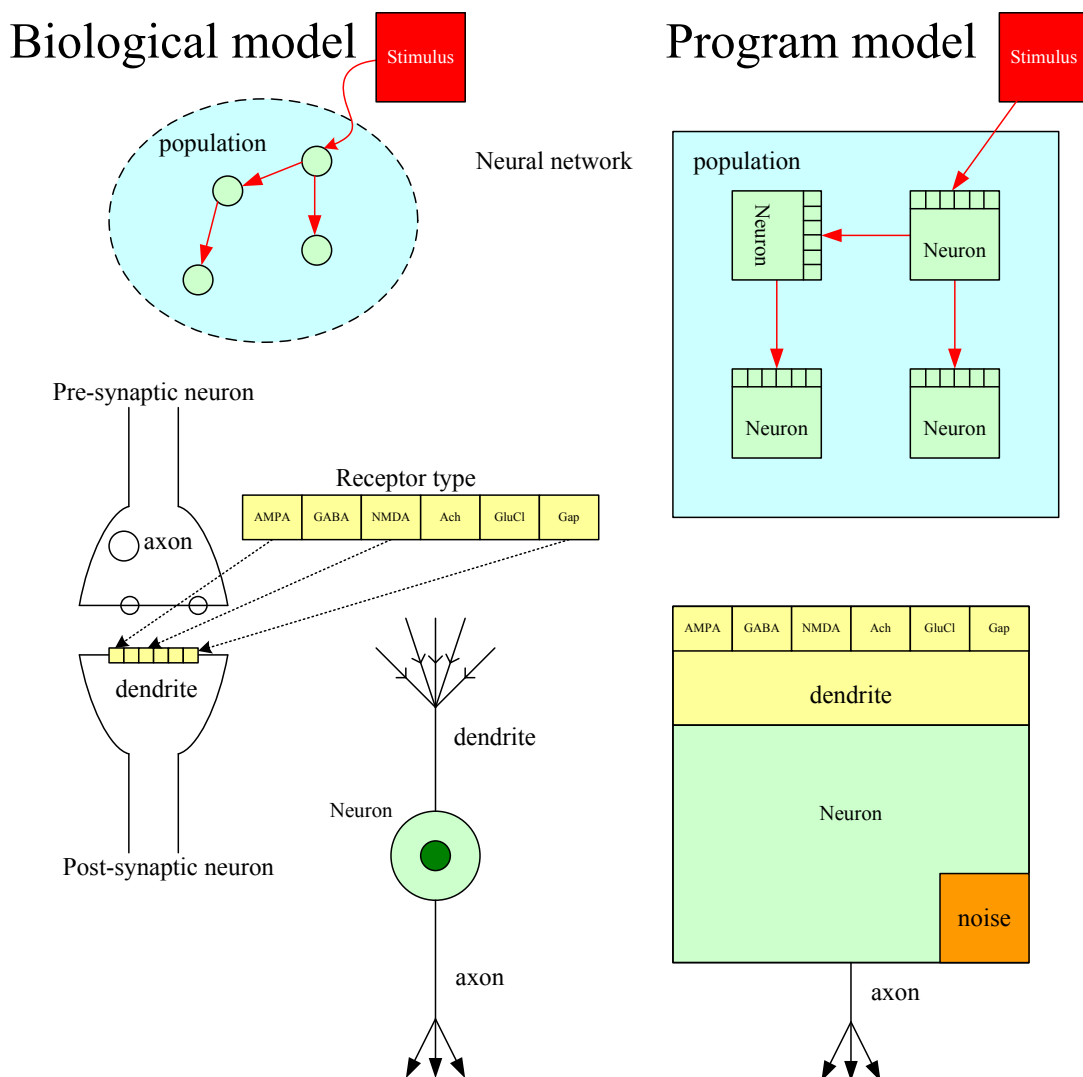 Biological model
Stimulus
Program model
Stimulus
population
Neural network
population
Neuron
Neuron
Neuron
Neuron
Pre-synaptic neuron
Receptor type
AMPA GABA NMDA Ach GluCl Gap
axon
dendrite
Post-synaptic neuron
dendrite
Neuron
axon
AMPA GABA NMDA Ach GluCl Gap
dendrite
Neuron
noise
axon